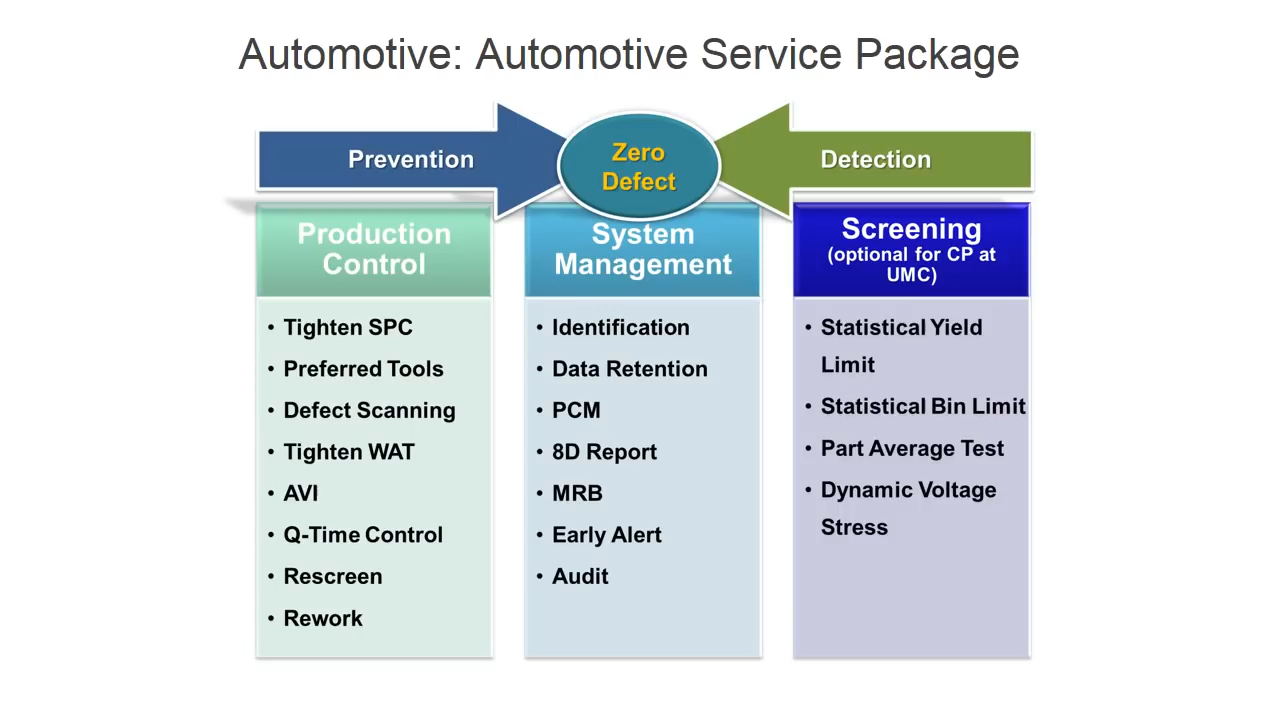 Automotive: Automotive Service Package
Prevention
Zero
Defect
Detection
Production
Control
• Tighten SPC
• Preferred Tools
• Defect Scanning
• Tighten WAT
• AVI
• Q-Time Control
• Rescreen
• Rework
System
Management
• Identification
• Data Retention
• PCM
• 8D Report
• MRB
• Early Alert
• Audit
Screening
(optional for CP at
UMC)
• Statistical Yield
Limit
• Statistical Bin Limit
• Part Average Test
• Dynamic Voltage
Stress